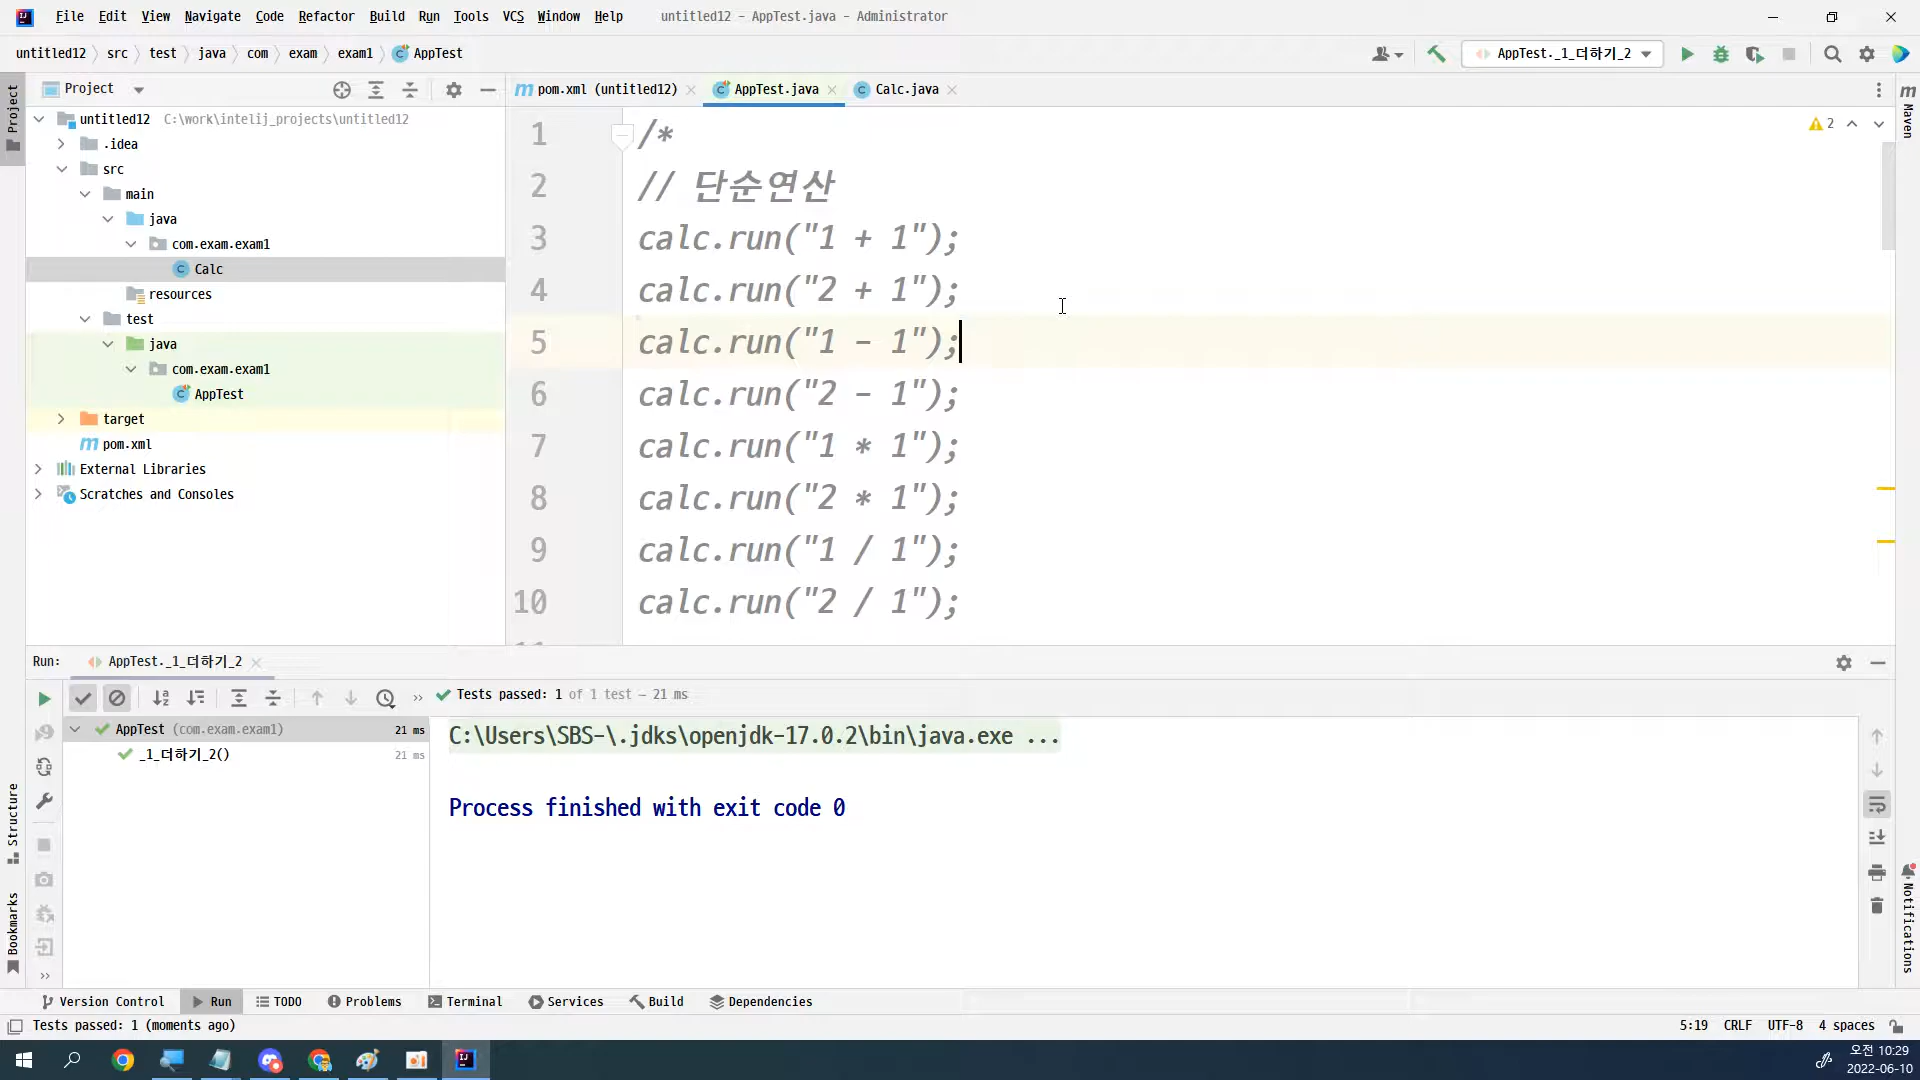 File Edit View Navigate Code Refactor Build Run Tools VCS Window Help untitled12 - AppTest.java - Administrator
untitled12 src test java com exam exam1 AppTest AppTest._1_더하기_2
Project pom.xml (untitled12) AppTest.java Calc.java
untitled12 C:\work\intelij_projects\untitled12
.idea
src
main
java
com.exam.exam1
Calc
resources
test
java
com.exam.exam1
AppTest
target
pom.xml
External Libraries
Scratches and Consoles
2
1 /*
2 // 단순연산
3 calc.run("1 + 1");
4 calc.run("2 + 1");
5 calc.run("1 - 1");
6 calc.run("2 - 1");
7 calc.run("1 * 1");
8 calc.run("2 * 1");
9 calc.run("1 / 1");
10 calc.run("2 / 1");
Project
Structure
Bookmarks
Maven
Notifications
Run: AppTest._1_더하기_2
Tests passed: 1 of 1 test – 21 ms
AppTest (com.exam.exam1) 21 ms
_1_더하기_2() 21 ms
C:\Users\SBS-\.jdks\openjdk-17.0.2\bin\java.exe ...
Process finished with exit code 0
Version Control Run TODO Problems Terminal Services Build Dependencies
Tests passed: 1 (moments ago) 5:19 CRLF UTF-8 4 spaces
오전 10:29
2022-06-10